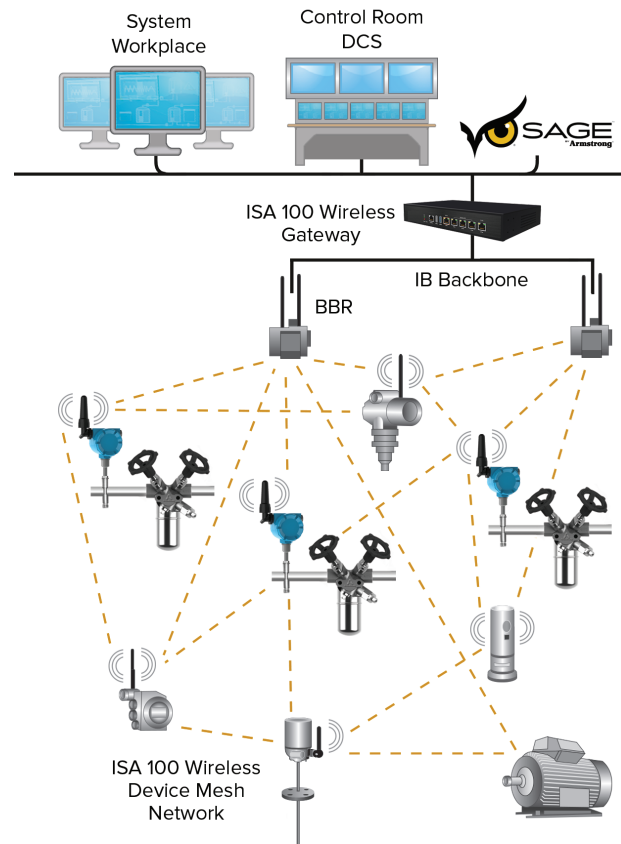 System
Workplace
Control Room
DCS
SAGE
BY Armstrong
ISA 100 Wireless
Gateway
IB Backbone
BBR
ISA 100 Wireless
Device Mesh
Network